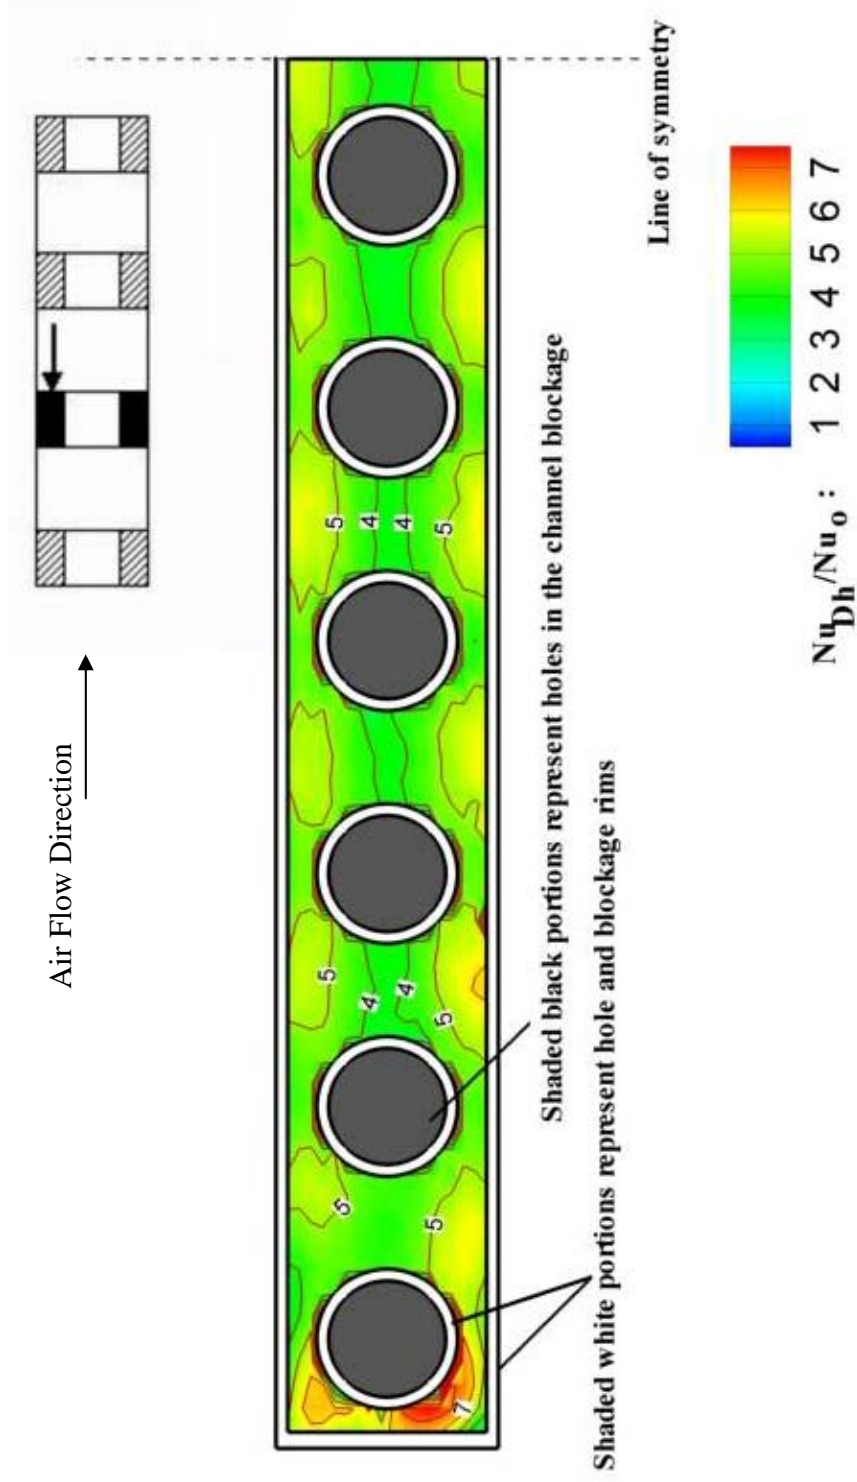 Air Flow Direction
Line of symmetry
5
4
4
5
5
4
4
5
5
5
7
Shaded black portions represent holes in the channel blockage
Shaded white portions represent hole and blockage rims
Nu_Dh/Nu_o :
1 2 3 4 5 6 7